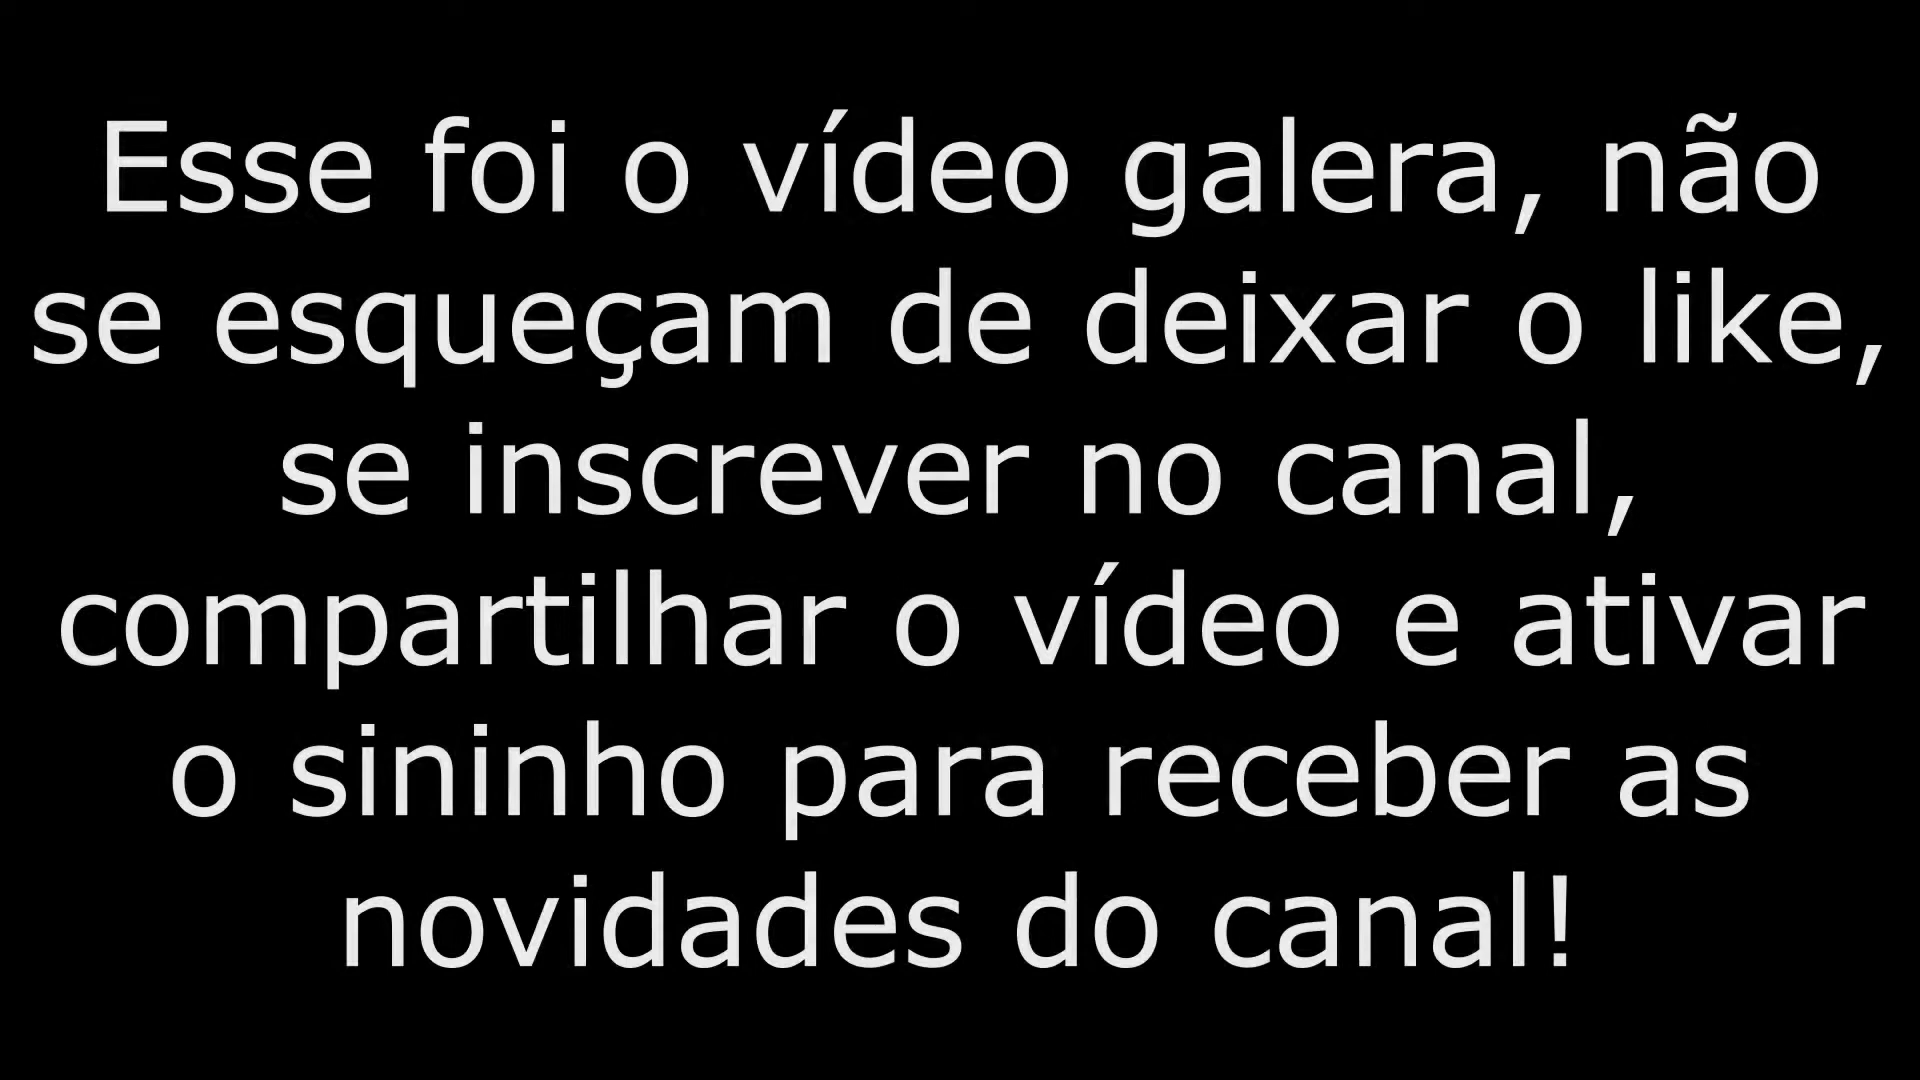 Esse foi o vídeo galera, não
se esqueçam de deixar o like,
se inscrever no canal,
compartilhar o vídeo e ativar
o sininho para receber as
novidades do canal!